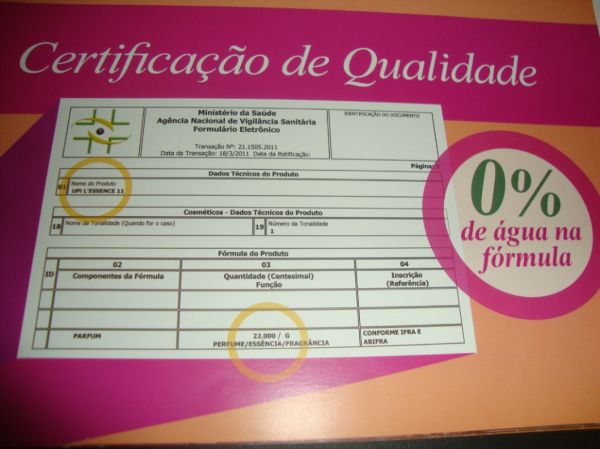 Certificação de Qualidade
Ministério da Saúde
Agência Nacional de Vigilância Sanitária
Formulário Eletrônico
IDENTIFICAÇÃO DO DOCUMENTO
Transação Nº: 21.1505.2011
Data da Transação: 18/3/2011 Data da Retificação:
Página:
Dados Técnicos do Produto
01 Nome do Produto
UP! L'ESSENCE 11
Cosméticos - Dados Técnicos do Produto
18 Nome da Tonalidade (Quando for o caso)
19 Número da Tonalidade
1
Fórmula do Produto
ID
02 03 04
Componentes da Fórmula Quantidade (Centesimal) Inscrição
Função (Referência)
PARFUM 22.000 / G CONFORME IFRA E
PERFUME/ESSÊNCIA/FRAGRÂNCIA ABIFRA
0%
de água na
fórmula